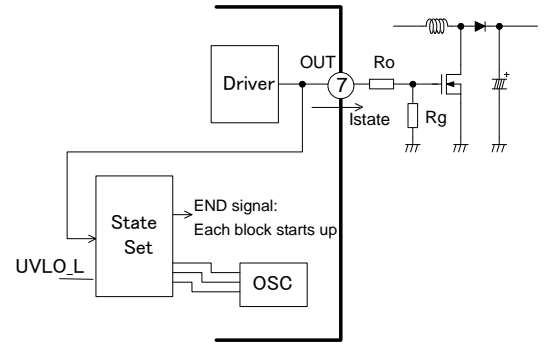 OUT
Ro
Driver
7
Istate
Rg
END signal:
Each block starts up
State
Set
UVLO_L
OSC
+